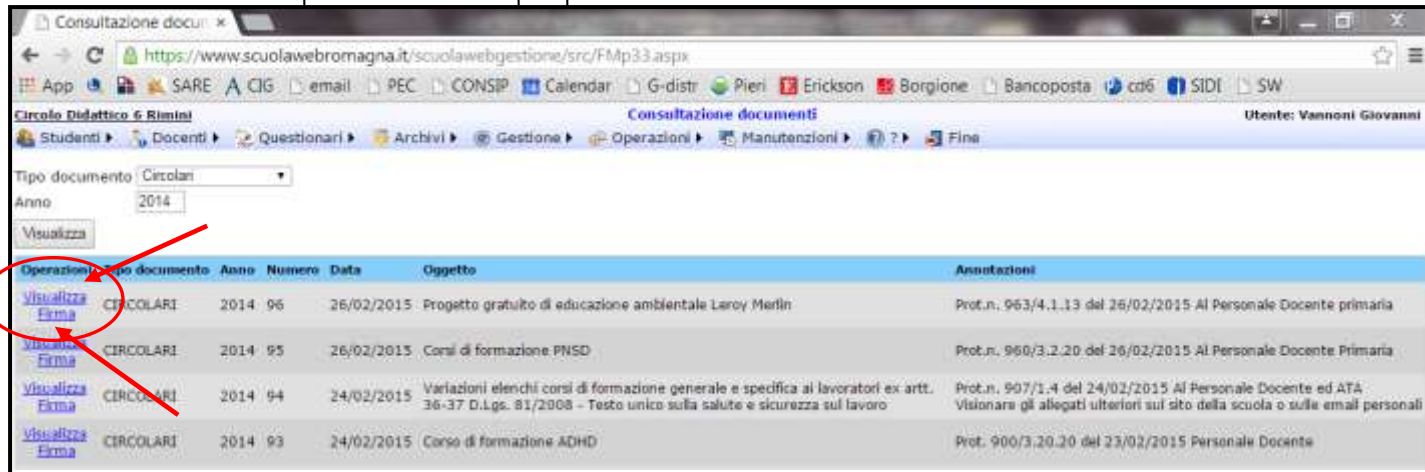 Consultazione docun ×
https://www.scuolawebromagna.it/scuolawebgestione/src/FMp33.aspx
App SARE CIG email PEC CONSIP Calendar G-distr Pieri Erickson Borgione Bancoposta cd6 SIDI SW
Circolo Didattico 6 Rimini Consultazione documenti Utente: Vannoni Giovanni
Studenti Docenti Questionari Archivi Gestione Operazioni Manutenzioni ? Fine
Tipo documento Circolari
Anno 2014
Visualizza
Operazioni Tipo documento Anno Numero Data Oggetto Annotazioni
Visualizza Firma CIRCOLARI 2014 96 26/02/2015 Progetto gratuito di educazione ambientale Leroy Merlin Prot.n. 963/4.1.13 del 26/02/2015 Al Personale Docente primaria
Visualizza Firma CIRCOLARI 2014 95 26/02/2015 Corsi di formazione PNSD Prot.n. 960/3.2.20 del 26/02/2015 Al Personale Docente Primaria
Visualizza Firma CIRCOLARI 2014 94 24/02/2015 Variazioni elenchi corsi di formazione generale e specifica ai lavoratori ex artt. Prot.n. 907/1.4 del 24/02/2015 Al Personale Docente ed ATA
36-37 D.Lgs. 81/2008 - Testo unico sulla salute e sicurezza sul lavoro Visionare gli allegati ulteriori sul sito della scuola o sulle email personali
Visualizza Firma CIRCOLARI 2014 93 24/02/2015 Corso di formazione ADHD Prot. 900/3.20.20 del 23/02/2015 Personale Docente